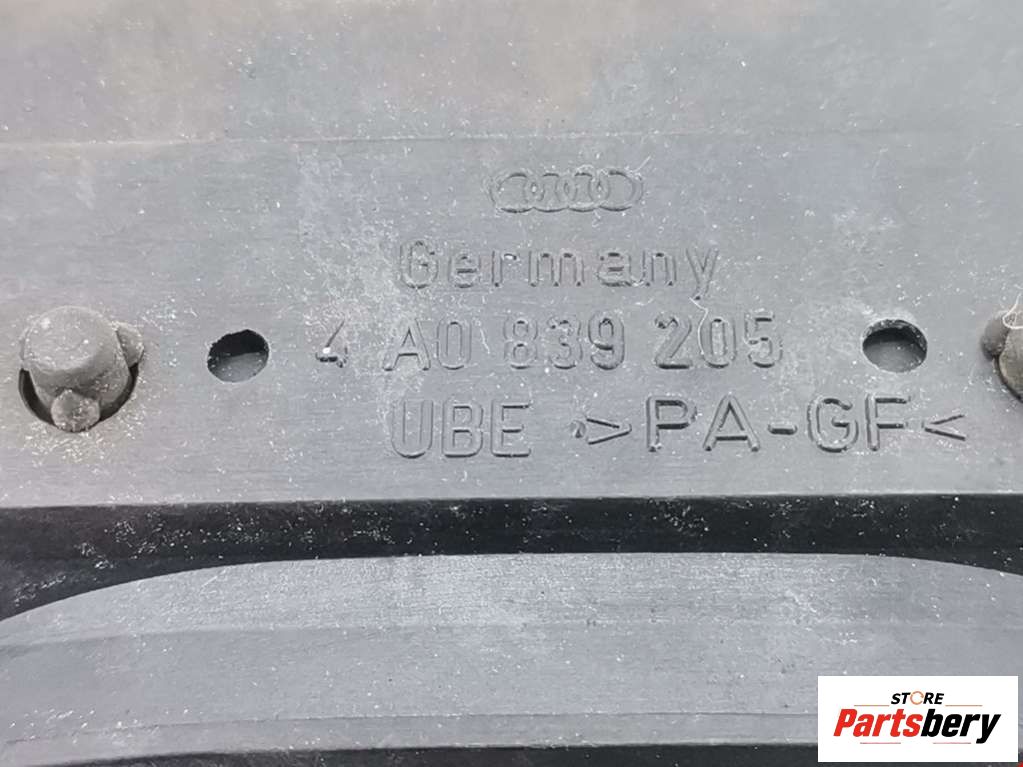 Germany
4A0 839 205
UBE >PA-GF<
STORE
Partsbery